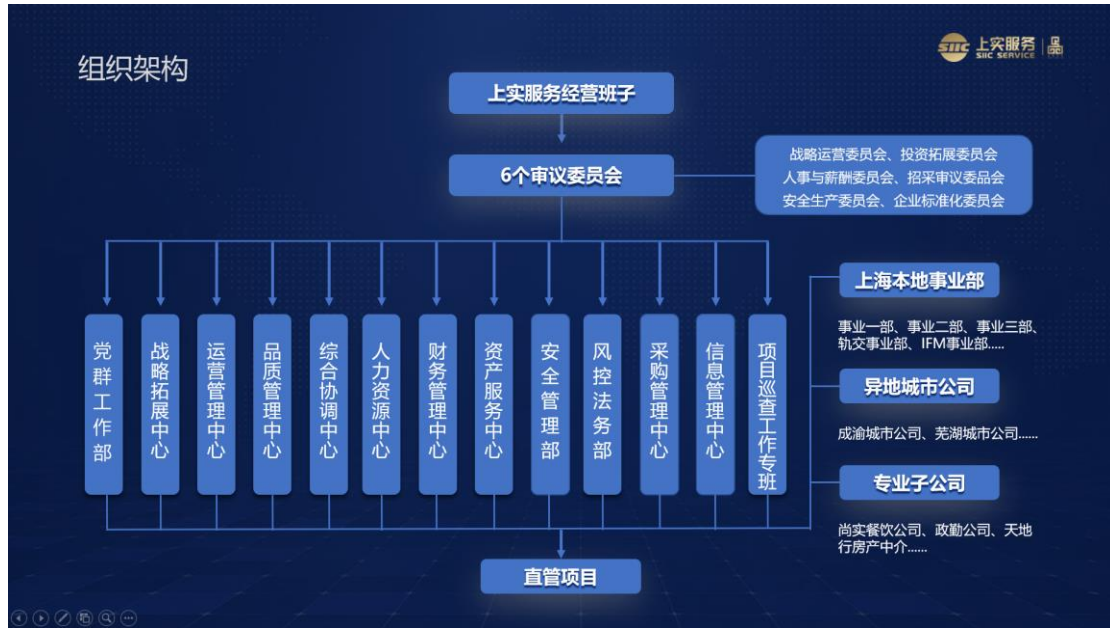 组织架构
SIIC 上实服务
SIIC SERVICE
上实服务经营班子
6个审议委员会
战略运营委员会、投资拓展委员会
人事与薪酬委员会、招采审议委品会
安全生产委员会、企业标准化委员会
党群工作部
战略拓展中心
运营管理中心
品质管理中心
综合协调中心
人力资源中心
财务管理中心
资产服务中心
安全管理部
风控法务部
采购管理中心
信息管理中心
项目巡查工作专班
上海本地事业部
事业一部、事业二部、事业三部、
轨交事业部、IFM事业部.....
异地城市公司
成渝城市公司、芜湖城市公司......
专业子公司
尚实餐饮公司、政勤公司、天地
行房产中介......
直管项目